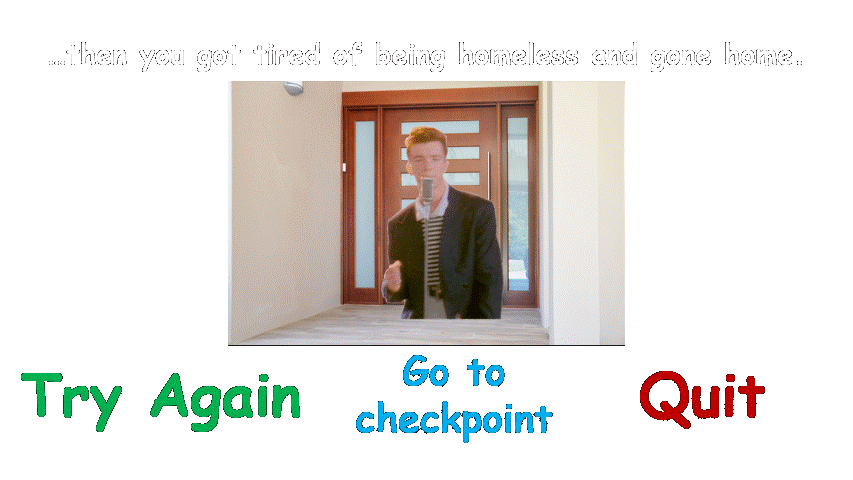 ...then you got tired of being homeless and gone home.
Try Again
Go to
checkpoint
Quit